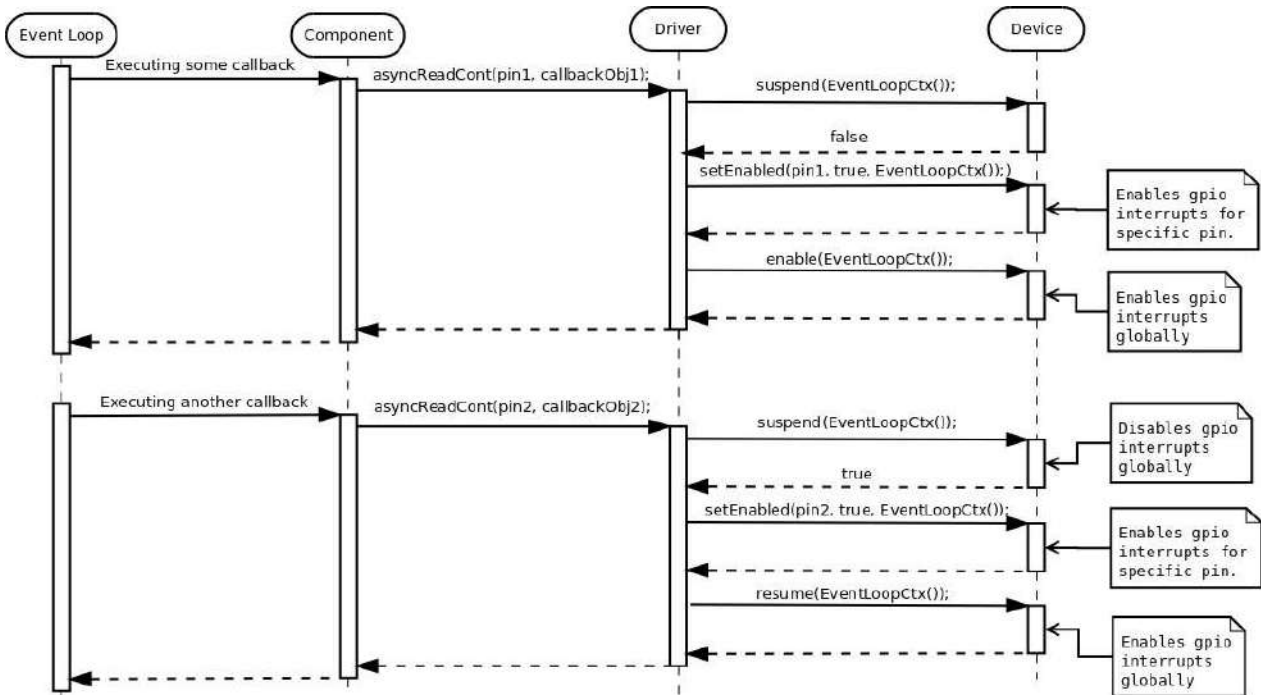 Event Loop
Component
Driver
Device
Executing some callback
asyncReadCont(pin1, callbackObj1);
suspend(EventLoopCtx());
false
setEnabled(pin1, true, EventLoopCtx());)
Enables gpio
interrupts for
specific pin.
enable(EventLoopCtx());
Enables gpio
interrupts
globally
Executing another callback
asyncReadCont(pin2, callbackObj2);
suspend(EventLoopCtx());
Disables gpio
interrupts
globally
true
setEnabled(pin2, true, EventLoopCtx());
Enables gpio
interrupts for
specific pin.
resume(EventLoopCtx());
Enables gpio
interrupts
globally